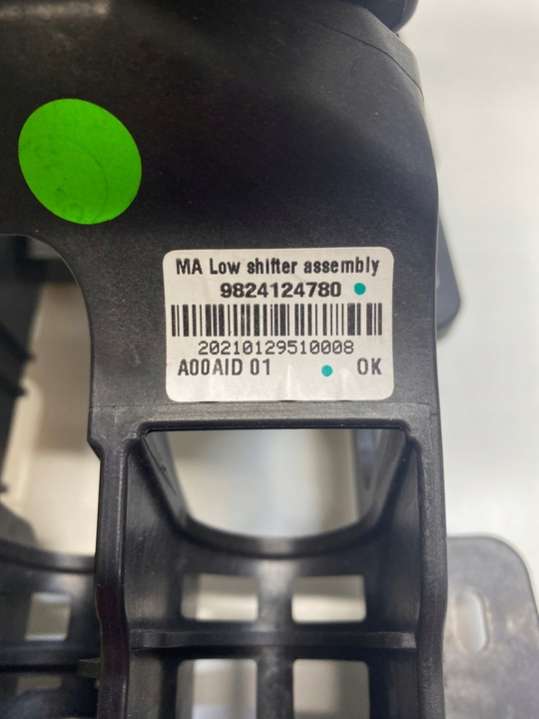 MA Low shifter assembly
9824124780
20210129510008
A00AID 01 OK